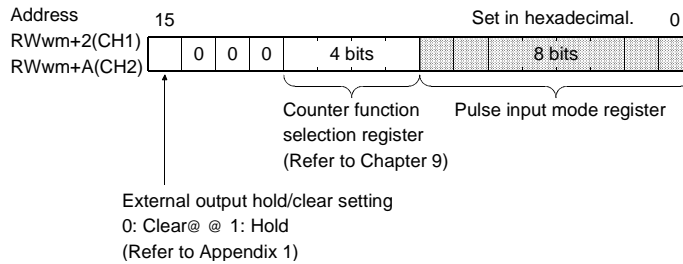 Address
15 Set in hexadecimal. 0
RWwm+2(CH1)
RWwm+A(CH2)
0 0 0 4 bits 8 bits
Counter function
selection register
(Refer to Chapter 9)
Pulse input mode register
External output hold/clear setting
0: Clear@ @ 1: Hold
(Refer to Appendix 1)